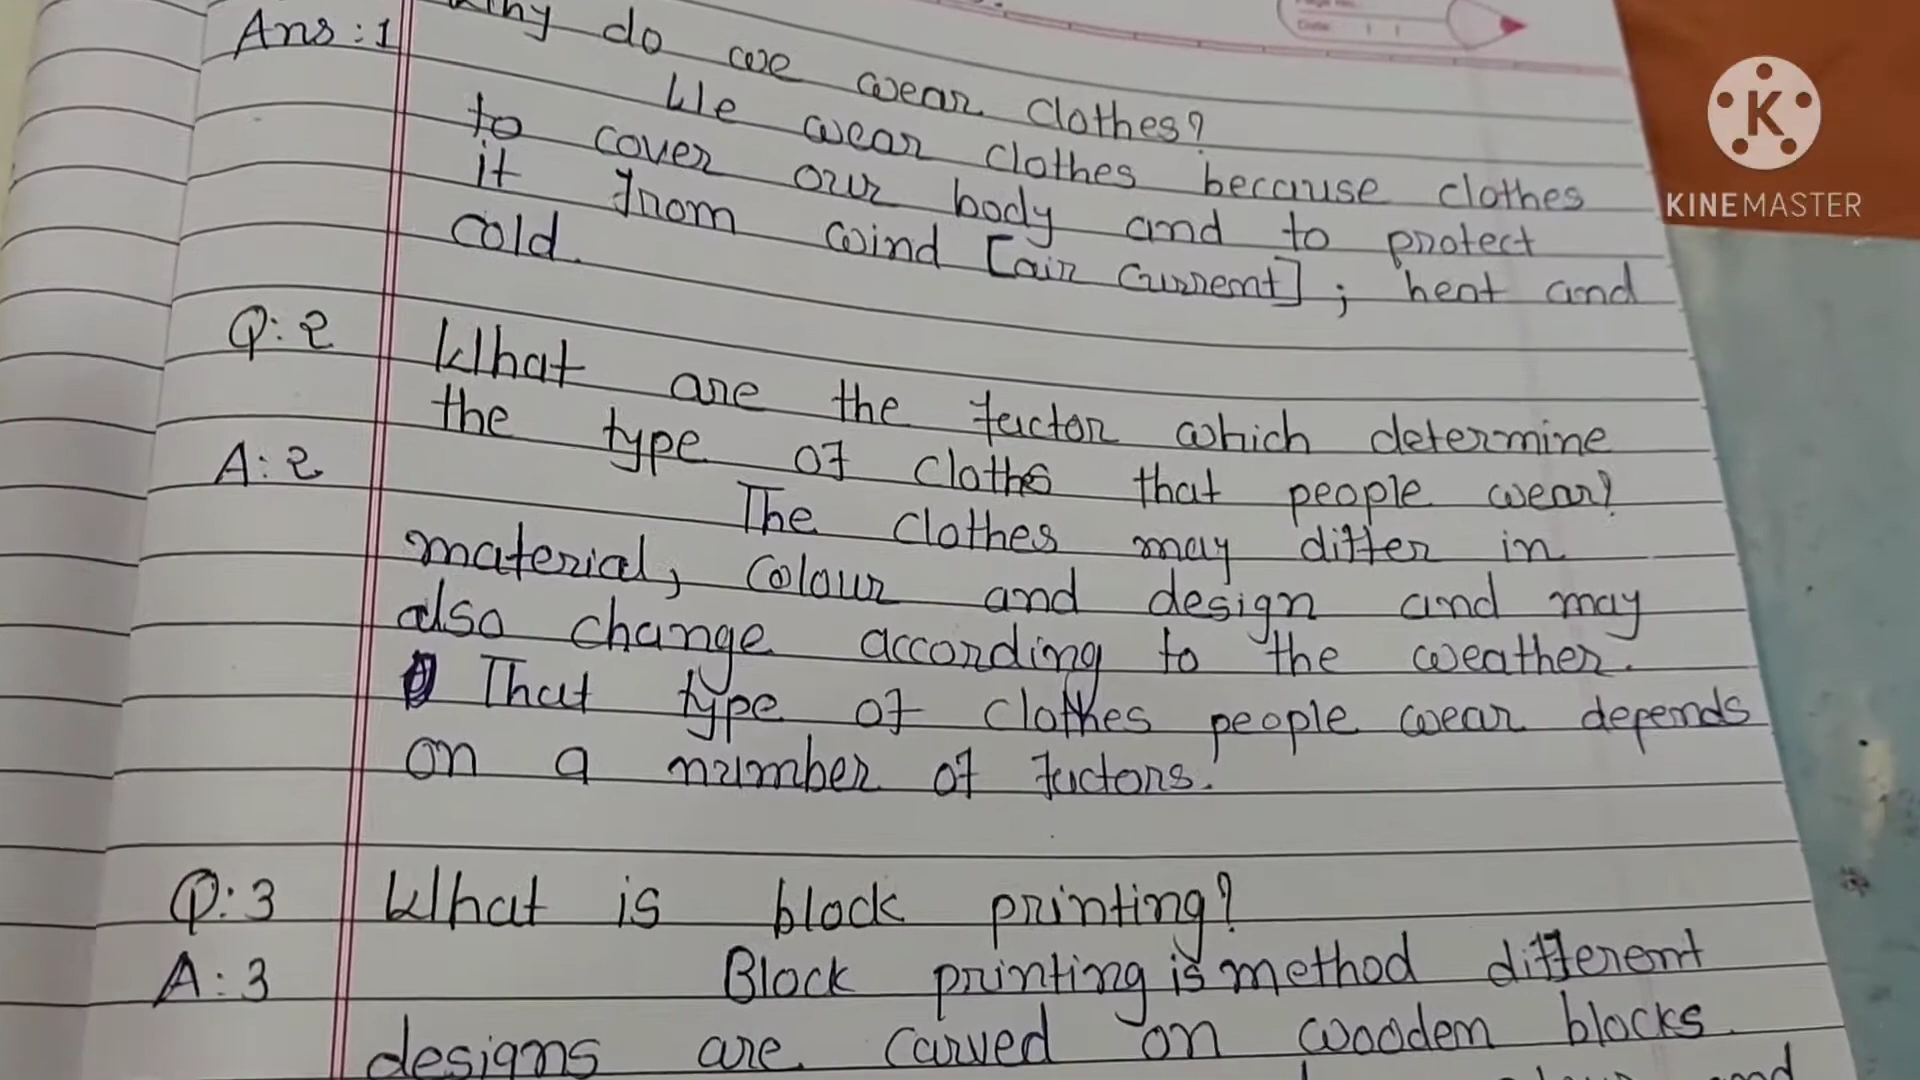 Why do we wear clothes?
Ans:1 We wear clothes because clothes
to cover our body and to protect
it from wind [air current]; heat and
cold.
Q:2 What are the factor which determine
the type of cloths that people wear?
A:2 The clothes may differ in
material, colour and design and may
also change according to the weather.
That type of clothes people wear depends
on a number of factors.
Q:3 What is block printing?
A:3 Block printing is method different
designs are carved on wooden blocks.
and
K
KINEMASTER